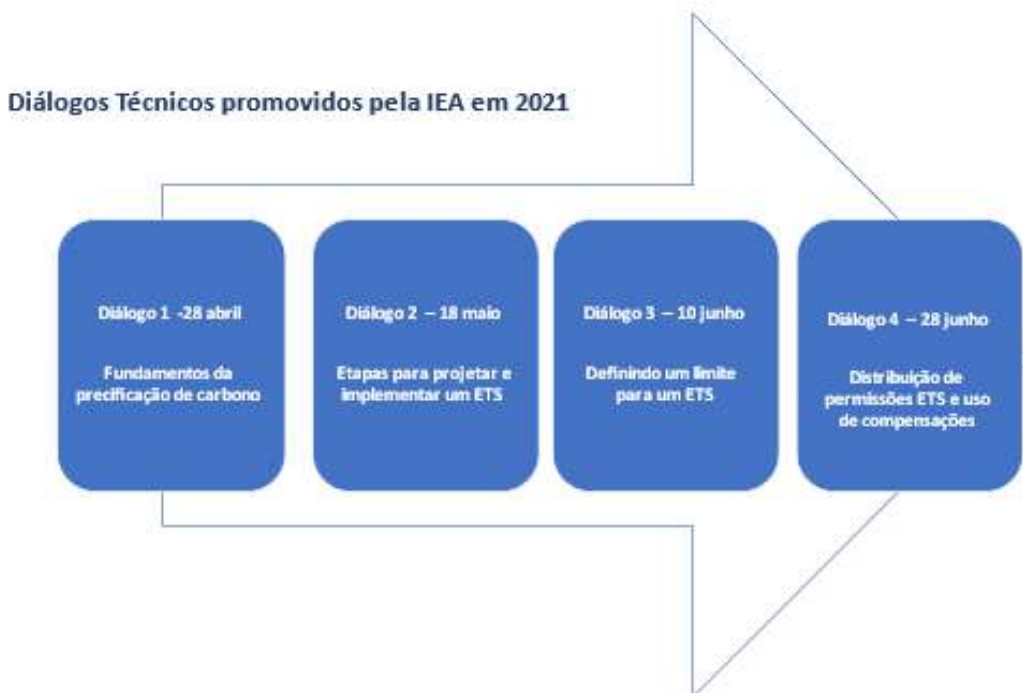 Diálogos Técnicos promovidos pela IEA em 2021
Diálogo 1 -28 abril
Fundamentos da
precificação de carbono
Diálogo 2 – 18 maio
Etapas para projetar e
implementar um ETS
Diálogo 3 – 10 junho
Definindo um limite
para um ETS
Diálogo 4 – 28 junho
Distribuição de
permissões ETS e uso
de compensações